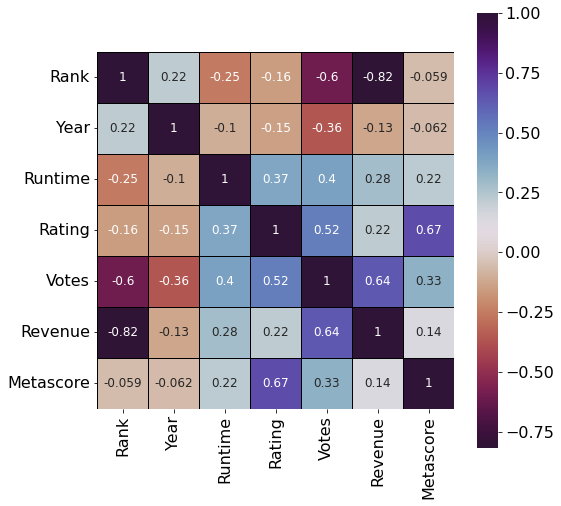 1.00
Rank 1 0.22 -0.25 -0.16 -0.6 -0.82 -0.059
0.75
Year 0.22 1 -0.1 -0.15 -0.36 -0.13 -0.062
0.50
Runtime -0.25 -0.1 1 0.37 0.4 0.28 0.22
0.25
Rating -0.16 -0.15 0.37 1 0.52 0.22 0.67
0.00
Votes -0.6 -0.36 0.4 0.52 1 0.64 0.33
−0.25
Revenue -0.82 -0.13 0.28 0.22 0.64 1 0.14
−0.50
Metascore -0.059 -0.062 0.22 0.67 0.33 0.14 1
−0.75
Rank Year Runtime Rating Votes Revenue Metascore